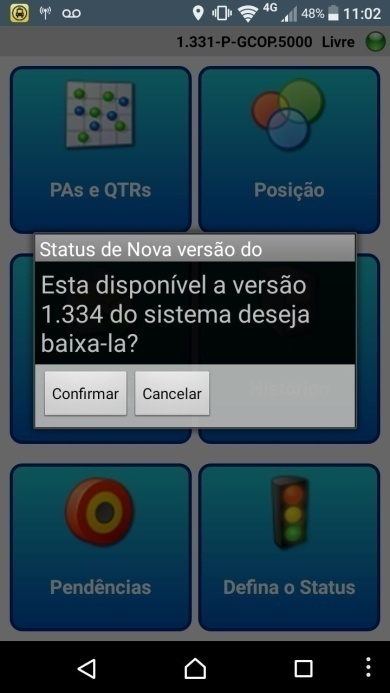 4G 48% 11:02
1.331-P-GCOP.5000 Livre
PAs e QTRs
Posição
Status de Nova versão do
Esta disponível a versão
1.334 do sistema deseja
baixa-la?
Confirmar
Cancelar
Histórico
Pendências
Defina o Status